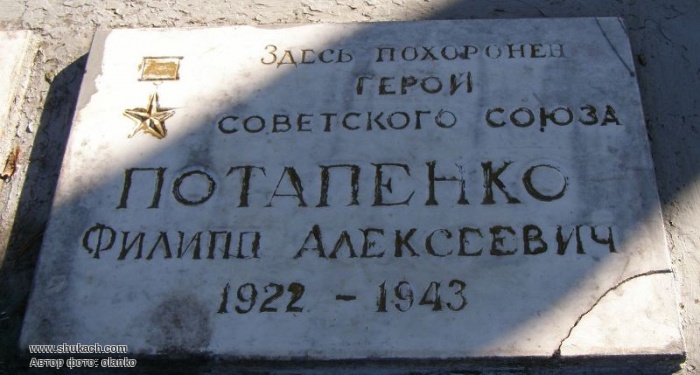 Здесь похоронен
ГЕРОЙ
СОВЕТСКОГО СОЮЗА
ПОТАПЕНКО
Филипп Алексеевич
1922 – 1943
www.shukach.com
Автор фото: olanko